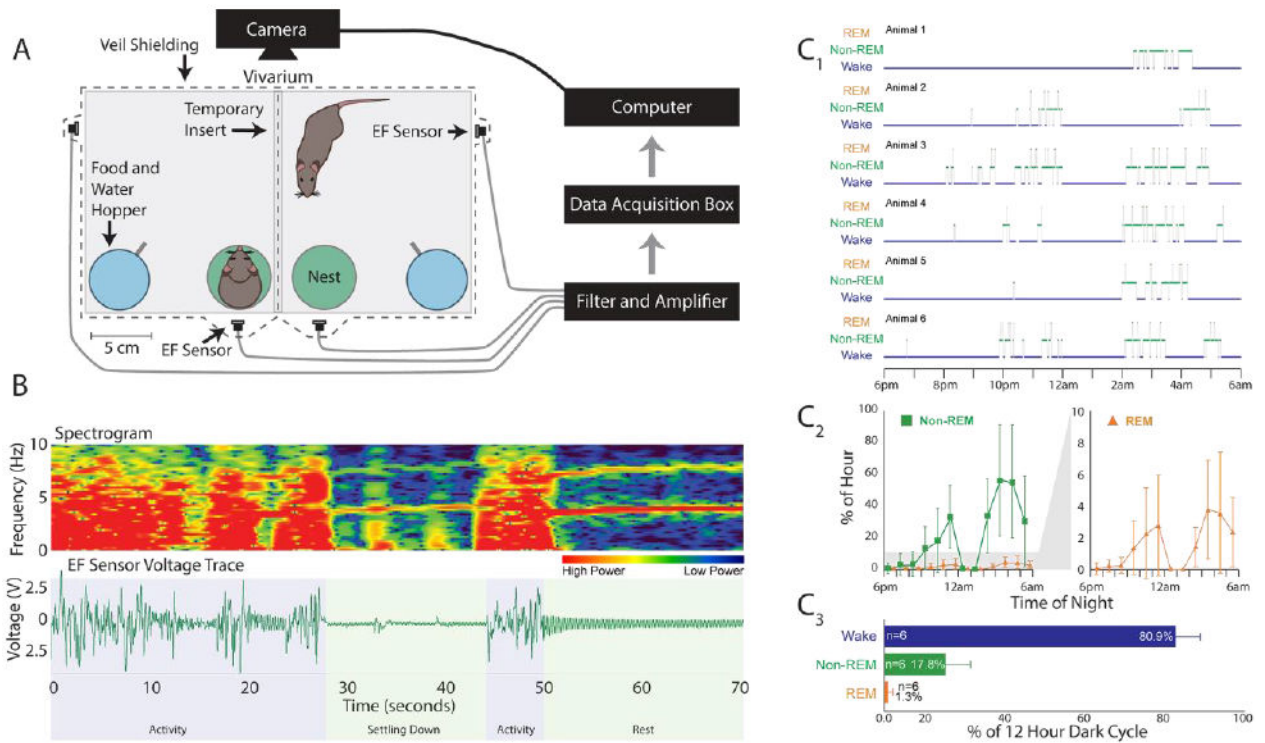 A
Camera
Veil Shielding
Vivarium
Temporary
Insert
EF Sensor
Food and
Water
Hopper
Nest
5 cm
EF Sensor
Computer
Data Acquisition Box
Filter and Amplifier
B
Spectrogram
Frequency (Hz)
10
5
0
High Power
Low Power
EF Sensor Voltage Trace
Voltage (V)
2.5
0
2.5
0 10 20 30 40 50 60 70
Time (seconds)
Activity Settling Down Activity Rest
C1
REM Animal 1
Non-REM
Wake
REM Animal 2
Non-REM
Wake
REM Animal 3
Non-REM
Wake
REM Animal 4
Non-REM
Wake
REM Animal 5
Non-REM
Wake
REM Animal 6
Non-REM
Wake
6pm 8pm 10pm 12am 2am 4am 6am
C2
% of Hour
100
80
60
40
20
0
Non-REM
6pm 12am 6am
10
8
6
4
2
0
REM
6pm 12am 6am
Time of Night
C3
Wake n=6 80.9%
Non-REM n=6 17.8%
REM n=6
1.3%
0.0 20 40 60 80 100
% of 12 Hour Dark Cycle